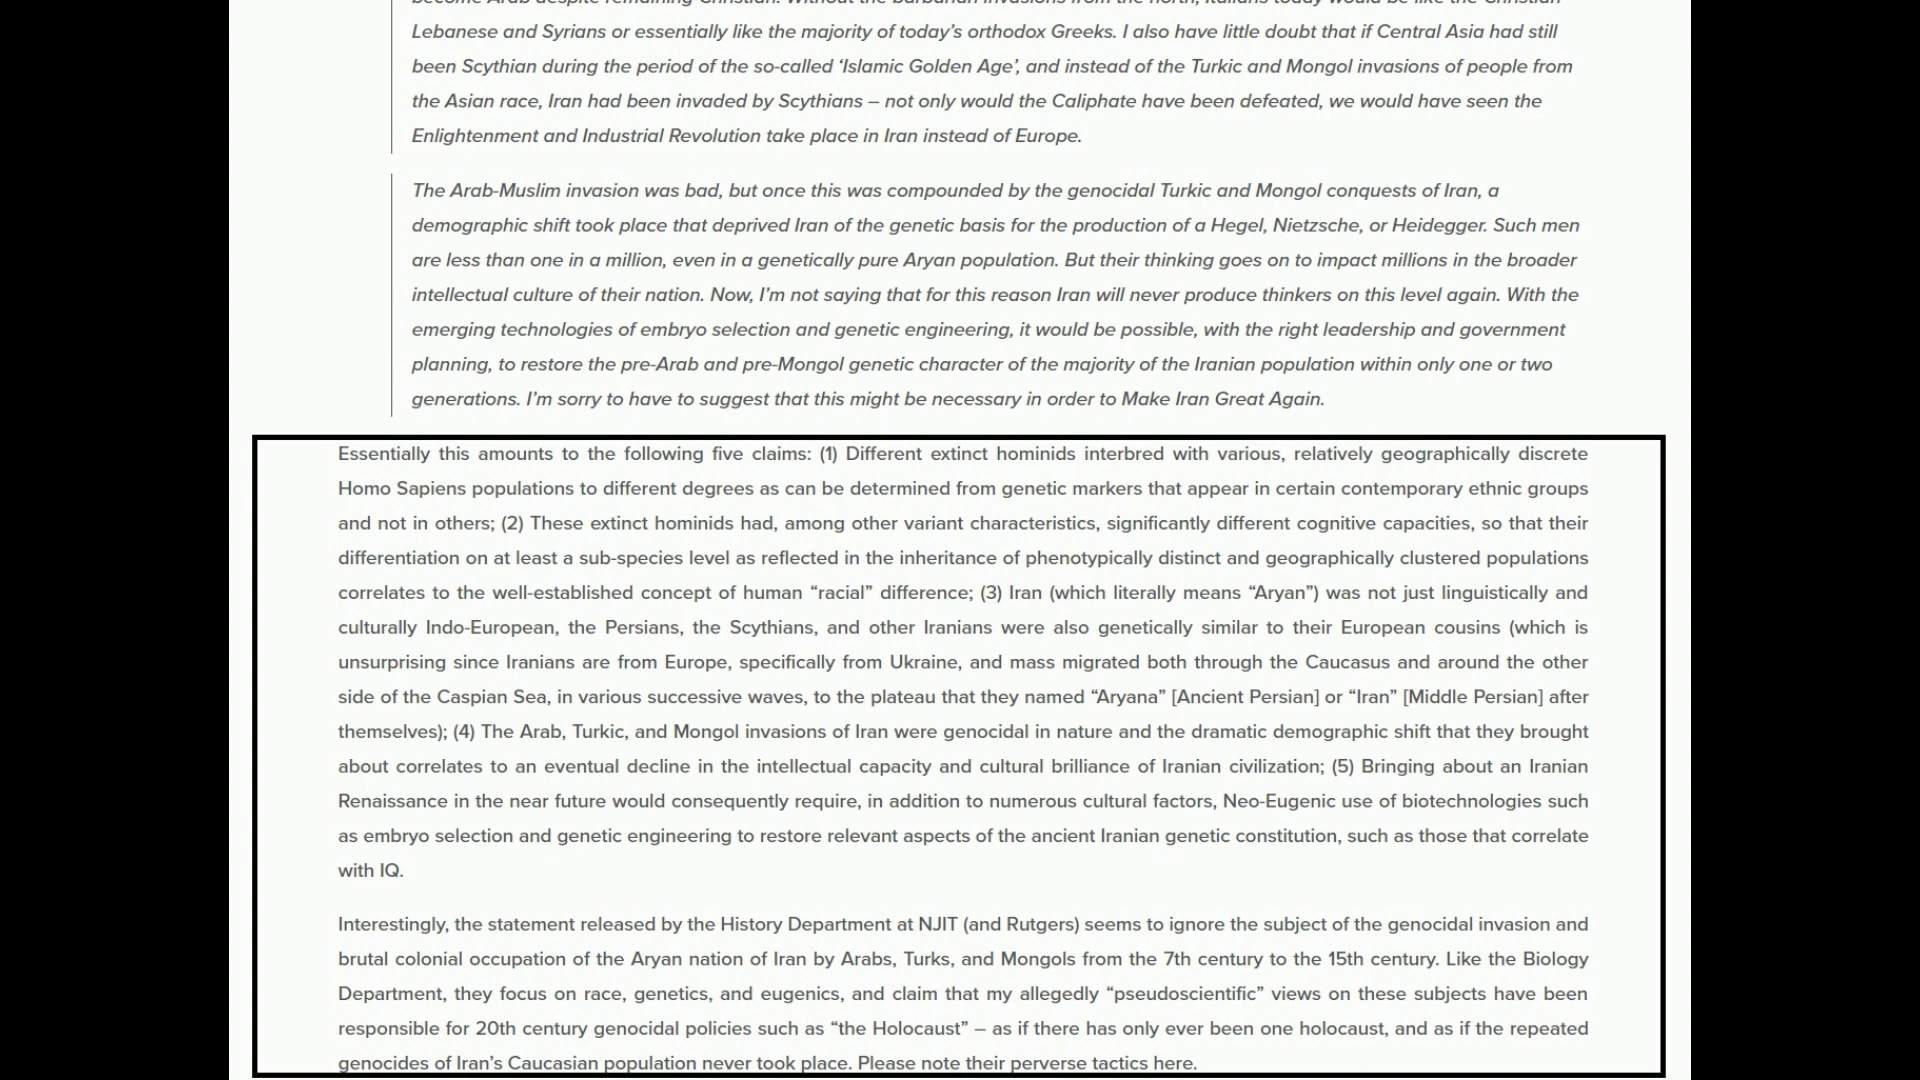 Lebanese and Syrians or essentially like the majority of today’s orthodox Greeks. I also have little doubt that if Central Asia had still
been Scythian during the period of the so-called ‘Islamic Golden Age’, and instead of the Turkic and Mongol invasions of people from
the Asian race, Iran had been invaded by Scythians – not only would the Caliphate have been defeated, we would have seen the
Enlightenment and Industrial Revolution take place in Iran instead of Europe.
The Arab-Muslim invasion was bad, but once this was compounded by the genocidal Turkic and Mongol conquests of Iran, a
demographic shift took place that deprived Iran of the genetic basis for the production of a Hegel, Nietzsche, or Heidegger. Such men
are less than one in a million, even in a genetically pure Aryan population. But their thinking goes on to impact millions in the broader
intellectual culture of their nation. Now, I’m not saying that for this reason Iran will never produce thinkers on this level again. With the
emerging technologies of embryo selection and genetic engineering, it would be possible, with the right leadership and government
planning, to restore the pre-Arab and pre-Mongol genetic character of the majority of the Iranian population within only one or two
generations. I’m sorry to have to suggest that this might be necessary in order to Make Iran Great Again.
Essentially this amounts to the following five claims: (1) Different extinct hominids interbred with various, relatively geographically discrete
Homo Sapiens populations to different degrees as can be determined from genetic markers that appear in certain contemporary ethnic groups
and not in others; (2) These extinct hominids had, among other variant characteristics, significantly different cognitive capacities, so that their
differentiation on at least a sub-species level as reflected in the inheritance of phenotypically distinct and geographically clustered populations
correlates to the well-established concept of human “racial” difference; (3) Iran (which literally means “Aryan”) was not just linguistically and
culturally Indo-European, the Persians, the Scythians, and other Iranians were also genetically similar to their European cousins (which is
unsurprising since Iranians are from Europe, specifically from Ukraine, and mass migrated both through the Caucasus and around the other
side of the Caspian Sea, in various successive waves, to the plateau that they named “Aryana” [Ancient Persian] or “Iran” [Middle Persian] after
themselves); (4) The Arab, Turkic, and Mongol invasions of Iran were genocidal in nature and the dramatic demographic shift that they brought
about correlates to an eventual decline in the intellectual capacity and cultural brilliance of Iranian civilization; (5) Bringing about an Iranian
Renaissance in the near future would consequently require, in addition to numerous cultural factors, Neo-Eugenic use of biotechnologies such
as embryo selection and genetic engineering to restore relevant aspects of the ancient Iranian genetic constitution, such as those that correlate
with IQ.
Interestingly, the statement released by the History Department at NJIT (and Rutgers) seems to ignore the subject of the genocidal invasion and
brutal colonial occupation of the Aryan nation of Iran by Arabs, Turks, and Mongols from the 7th century to the 15th century. Like the Biology
Department, they focus on race, genetics, and eugenics, and claim that my allegedly “pseudoscientific” views on these subjects have been
responsible for 20th century genocidal policies such as “the Holocaust” – as if there has only ever been one holocaust, and as if the repeated
genocides of Iran’s Caucasian population never took place. Please note their perverse tactics here.